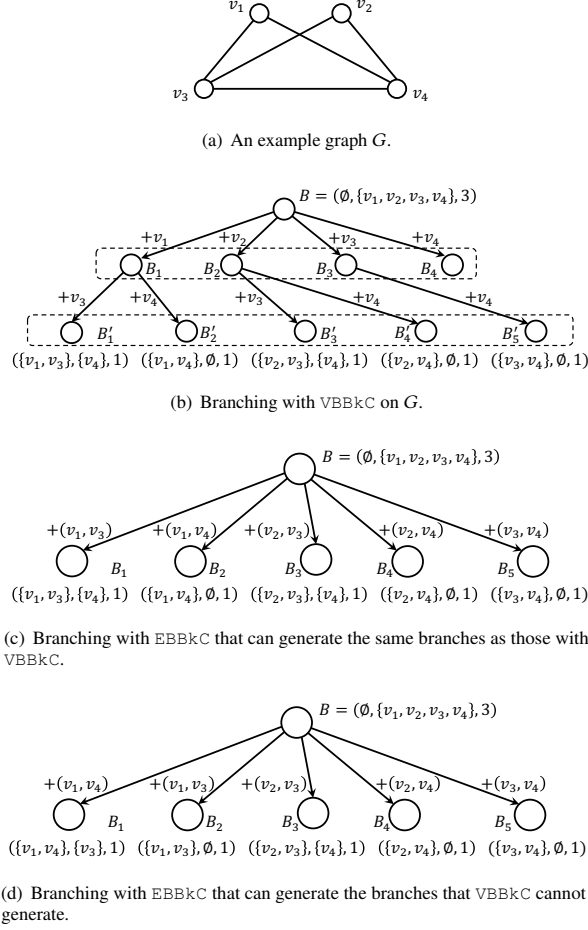 v₁ v₂
v₃ v₄
(a) An example graph G.
B = (∅,{v₁,v₂,v₃,v₄},3)
+v₁ +v₂ +v₃ +v₄
B₁ B₂ B₃ B₄
+v₃ +v₄ +v₃ +v₄ +v₄
B₁′ B₂′ B₃′ B₄′ B₅′
({v₁,v₃},{v₄},1) ({v₁,v₄},∅,1) ({v₂,v₃},{v₄},1) ({v₂,v₄},∅,1) ({v₃,v₄},∅,1)
(b) Branching with VBBkC on G.
B = (∅,{v₁,v₂,v₃,v₄},3)
+(v₁,v₃) +(v₁,v₄) +(v₂,v₃) +(v₂,v₄) +(v₃,v₄)
B₁ B₂ B₃ B₄ B₅
({v₁,v₃},{v₄},1) ({v₁,v₄},∅,1) ({v₂,v₃},{v₄},1) ({v₂,v₄},∅,1) ({v₃,v₄},∅,1)
(c) Branching with EBBkC that can generate the same branches as those with
VBBkC.
B = (∅,{v₁,v₂,v₃,v₄},3)
+(v₁,v₄) +(v₁,v₃) +(v₂,v₃) +(v₂,v₄) +(v₃,v₄)
B₁ B₂ B₃ B₄ B₅
({v₁,v₄},{v₃},1) ({v₁,v₃},∅,1) ({v₂,v₃},{v₄},1) ({v₂,v₄},∅,1) ({v₃,v₄},∅,1)
(d) Branching with EBBkC that can generate the branches that VBBkC cannot
generate.